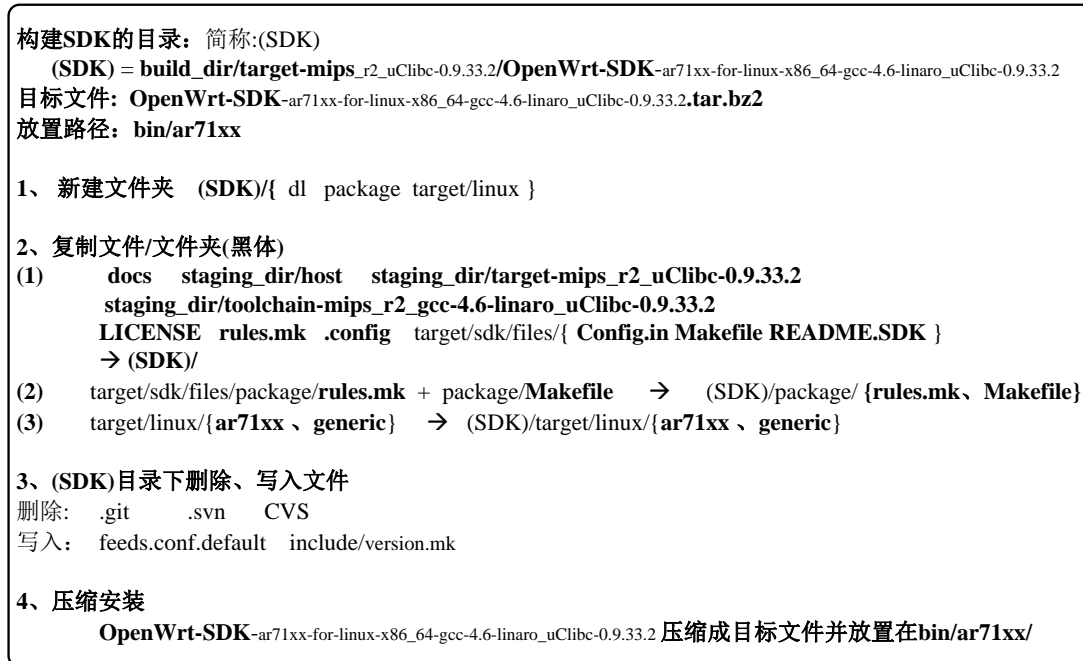 构建SDK的目录：简称:(SDK)
(SDK) = build_dir/target-mips_r2_uClibc-0.9.33.2/OpenWrt-SDK-ar71xx-for-linux-x86_64-gcc-4.6-linaro_uClibc-0.9.33.2
目标文件: OpenWrt-SDK-ar71xx-for-linux-x86_64-gcc-4.6-linaro_uClibc-0.9.33.2.tar.bz2
放置路径：bin/ar71xx
1、 新建文件夹 (SDK)/{ dl package target/linux }
2、复制文件/文件夹(黑体)
(1) docs staging_dir/host staging_dir/target-mips_r2_uClibc-0.9.33.2
staging_dir/toolchain-mips_r2_gcc-4.6-linaro_uClibc-0.9.33.2
LICENSE rules.mk .config target/sdk/files/{ Config.in Makefile README.SDK }
→ (SDK)/
(2) target/sdk/files/package/rules.mk + package/Makefile → (SDK)/package/ {rules.mk、Makefile}
(3) target/linux/{ar71xx 、generic} → (SDK)/target/linux/{ar71xx 、generic}
3、(SDK)目录下删除、写入文件
删除: .git .svn CVS
写入： feeds.conf.default include/version.mk
4、压缩安装
OpenWrt-SDK-ar71xx-for-linux-x86_64-gcc-4.6-linaro_uClibc-0.9.33.2 压缩成目标文件并放置在bin/ar71xx/